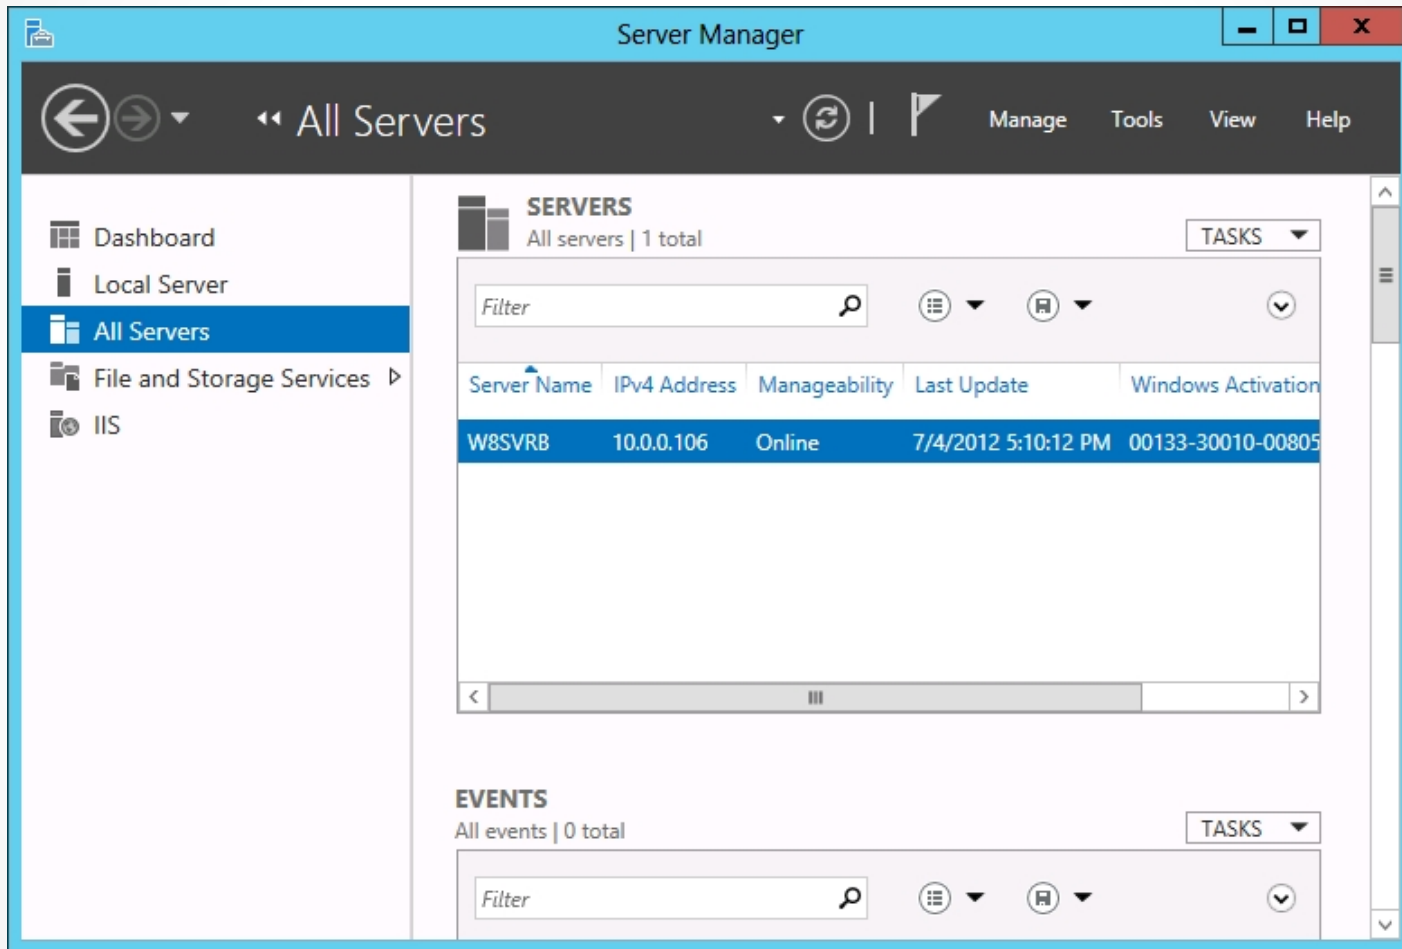 Server Manager
All Servers
Manage Tools View Help
Dashboard
Local Server
All Servers
File and Storage Services
IIS
SERVERS
All servers | 1 total
TASKS
Filter
Server Name IPv4 Address Manageability Last Update Windows Activation
W8SVRB 10.0.0.106 Online 7/4/2012 5:10:12 PM 00133-30010-00805
EVENTS
All events | 0 total
TASKS
Filter